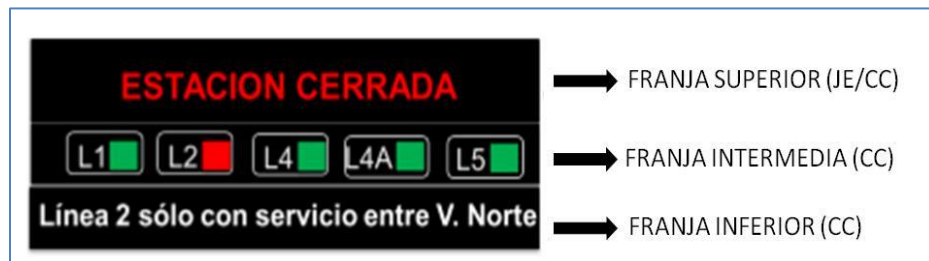 ESTACION CERRADA
FRANJA SUPERIOR (JE/CC)
L1 L2 L4 L4A L5
FRANJA INTERMEDIA (CC)
Línea 2 sólo con servicio entre V. Norte
FRANJA INFERIOR (CC)